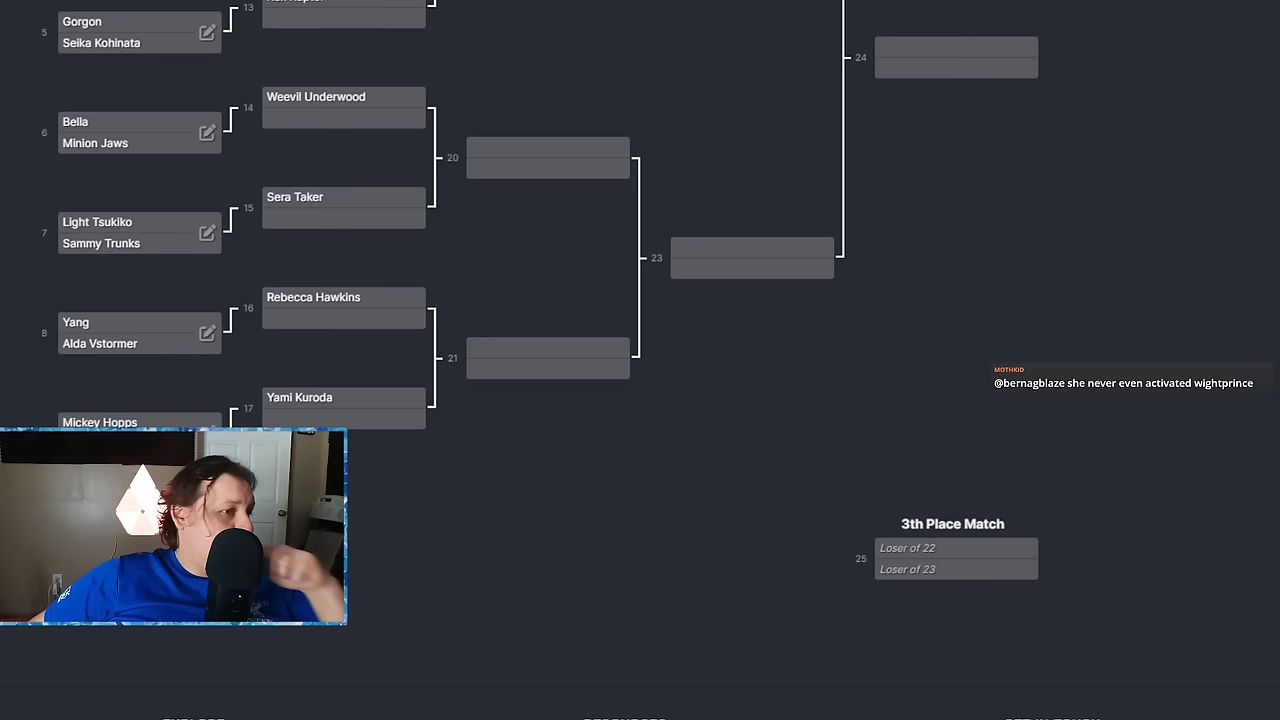 5
Gorgon
Seika Kohinata
13
14
Weevil Underwood
6
Bella
Minion Jaws
20
15
Sera Taker
7
Light Tsukiko
Sammy Trunks
23
24
16
Rebecca Hawkins
8
Yang
Alda Vstormer
21
17
Yami Kuroda
Mickey Hopps
MOTHKID
@bernagblaze she never even activated wightprince
3th Place Match
25
Loser of 22
Loser of 23